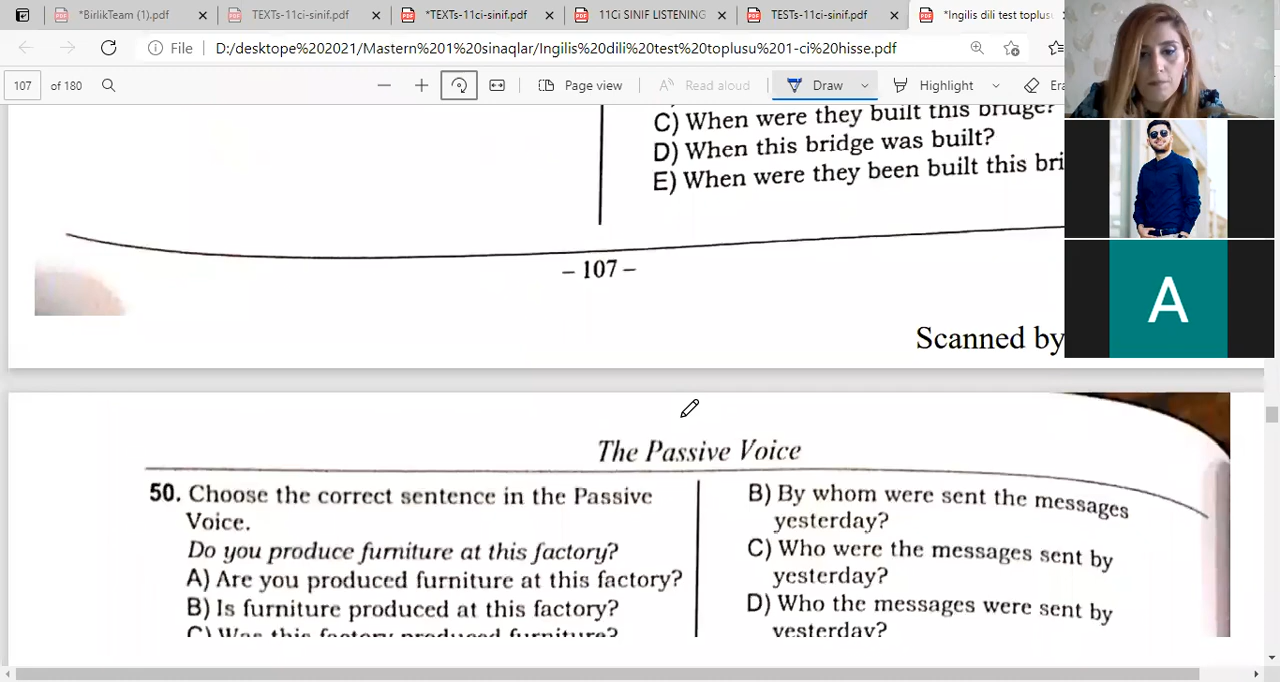 *BirlikTeam (1).pdf
TEXTs-11ci-sinif.pdf
*TEXTs-11ci-sinif.pdf
11Ci SINIF LISTENING
TESTs-11ci-sinif.pdf
*Ingilis dili test toplusu
File
D:/desktope%202021/Mastern%201%20sinaqlar/Ingilis%20dili%20test%20toplusu%201-ci%20hisse.pdf
107 of 180
Page view
Read aloud
Draw
Highlight
C) When were they built this bridge?
D) When this bridge was built?
E) When were they been built this bri
– 107 –
Scanned by
A
The Passive Voice
50. Choose the correct sentence in the Passive
Voice.
Do you produce furniture at this factory?
A) Are you produced furniture at this factory?
B) Is furniture produced at this factory?
C) Was this factory produced furniture?
B) By whom were sent the messages
yesterday?
C) Who were the messages sent by
yesterday?
D) Who the messages were sent by
yesterday?